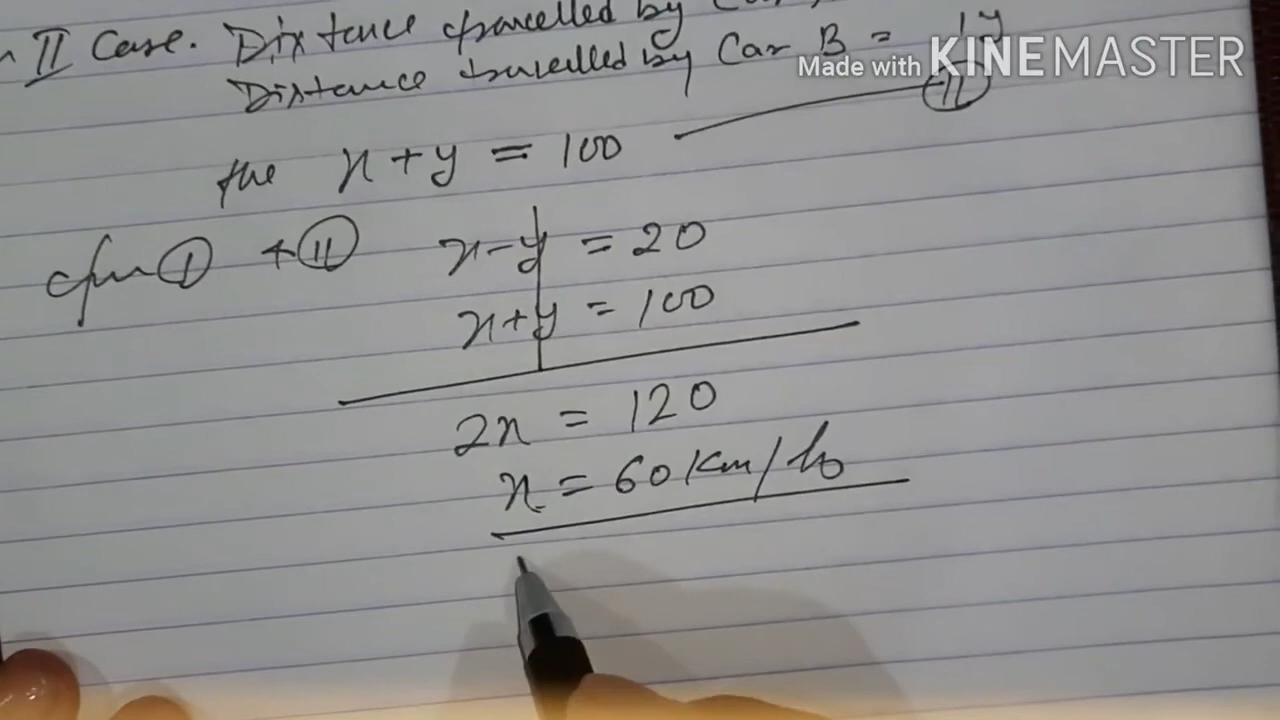 II Case. Distance travelled by Car
Distance travelled by Car B = 1y
Made with KINEMASTER
the x + y = 100 II
I + II x - y = 20
x + y = 100
2x = 120
x = 60 Km/h